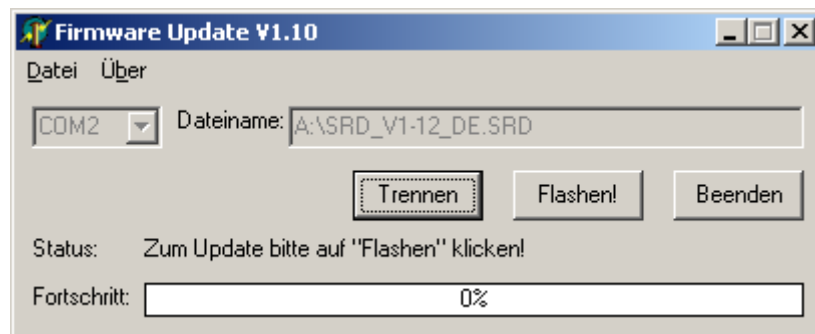 Firmware Update V1.10
Datei Über
COM2 Dateiname: A:\SRD_V1-12_DE.SRD
Trennen Flashen! Beenden
Status: Zum Update bitte auf "Flashen" klicken!
Fortschritt: 0%